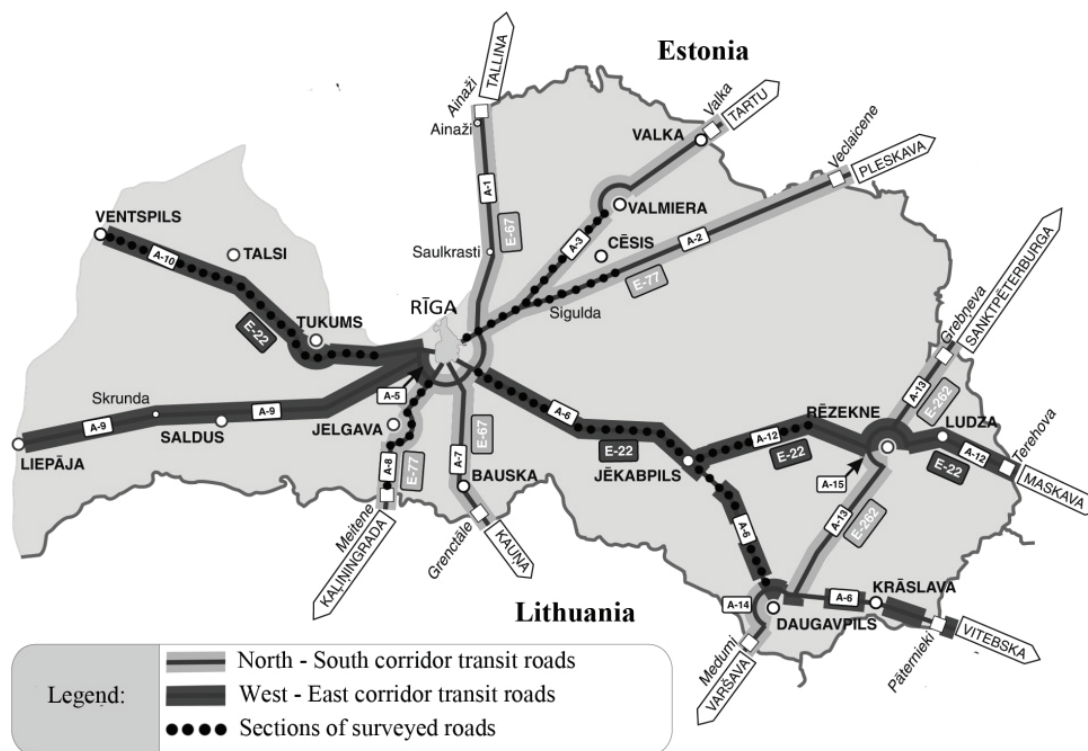 Estonia
TALLINA
Ainaži
Ainaži
Valka
TARTU
VALKA
Veclaicene
PLESKAVA
A-1
E-67
VALMIERA
A-3
CĒSIS
A-2
E-77
VENTSPILS
A-10
TALSI
Saulkrasti
SANKTPĒTERBURGA
RĪGA
Sigulda
Grebņeva
E-22
TUKUMS
A-13
E-262
A-5
Skrunda
A-9
A-9
SALDUS
JELGAVA
A-6
RĒZEKNE
LUDZA
A-12
E-22
E-22
A-12
E-22
Terehova
MASKAVA
LIEPĀJA
A-8
E-77
E-67
A-7
BAUSKA
JĒKABPILS
A-15
A-13
E-262
Meitene
KAĻIŅINGRADA
Grenctāle
KAUŅA
A-6
KRĀSLAVA
A-6
A-14
DAUGAVPILS
Lithuania
Medumi
VARŠAVA
Pāternieki
VITEBSKA
Legend:
North - South corridor transit roads
West - East corridor transit roads
Sections of surveyed roads